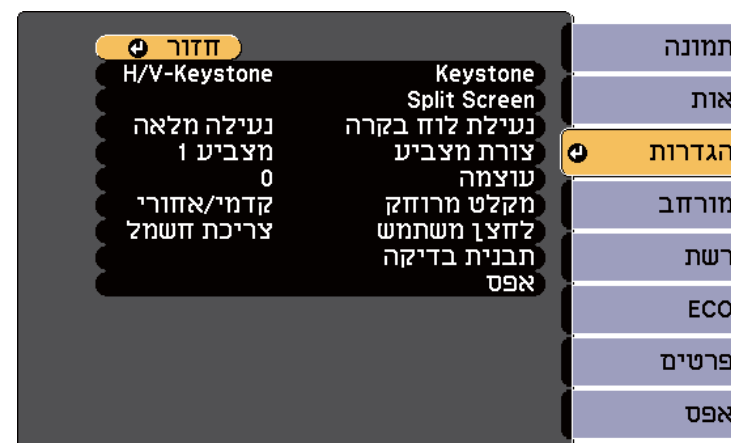 תמונה
אות
הגדרות
מורחב
רשת
ECO
פרטים
אפס
חזור
Keystone H/V-Keystone
Split Screen
נעילת לוח בקרה נעילה מלאה
צורת מצביע מצביע 1
עוצמה 0
מקלט מרוחק קדמי/אחורי
לחצן משתמש צריכת חשמל
תבנית בדיקה
אפס